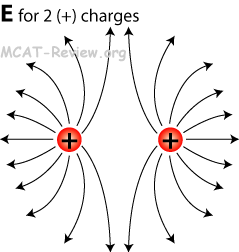 E for 2 (+) charges
MCAT-Review.org
+ +